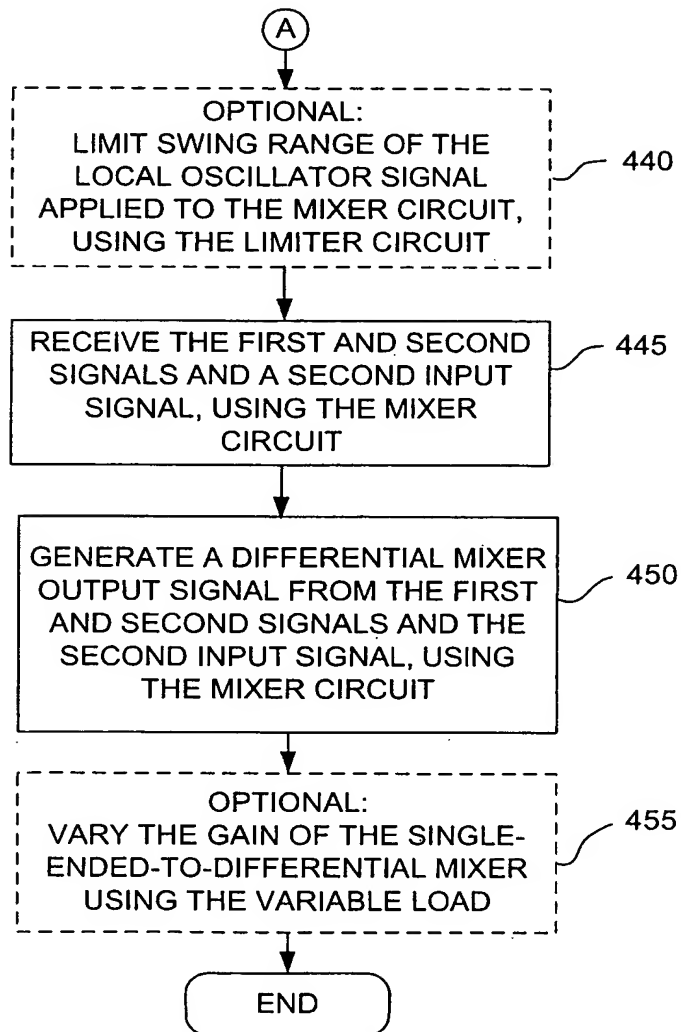 A
OPTIONAL:
LIMIT SWING RANGE OF THE
LOCAL OSCILLATOR SIGNAL
APPLIED TO THE MIXER CIRCUIT,
USING THE LIMITER CIRCUIT
440
RECEIVE THE FIRST AND SECOND
SIGNALS AND A SECOND INPUT
SIGNAL, USING THE MIXER
CIRCUIT
445
GENERATE A DIFFERENTIAL MIXER
OUTPUT SIGNAL FROM THE FIRST
AND SECOND SIGNALS AND THE
SECOND INPUT SIGNAL, USING
THE MIXER CIRCUIT
450
OPTIONAL:
VARY THE GAIN OF THE SINGLE-
ENDED-TO-DIFFERENTIAL MIXER
USING THE VARIABLE LOAD
455
END